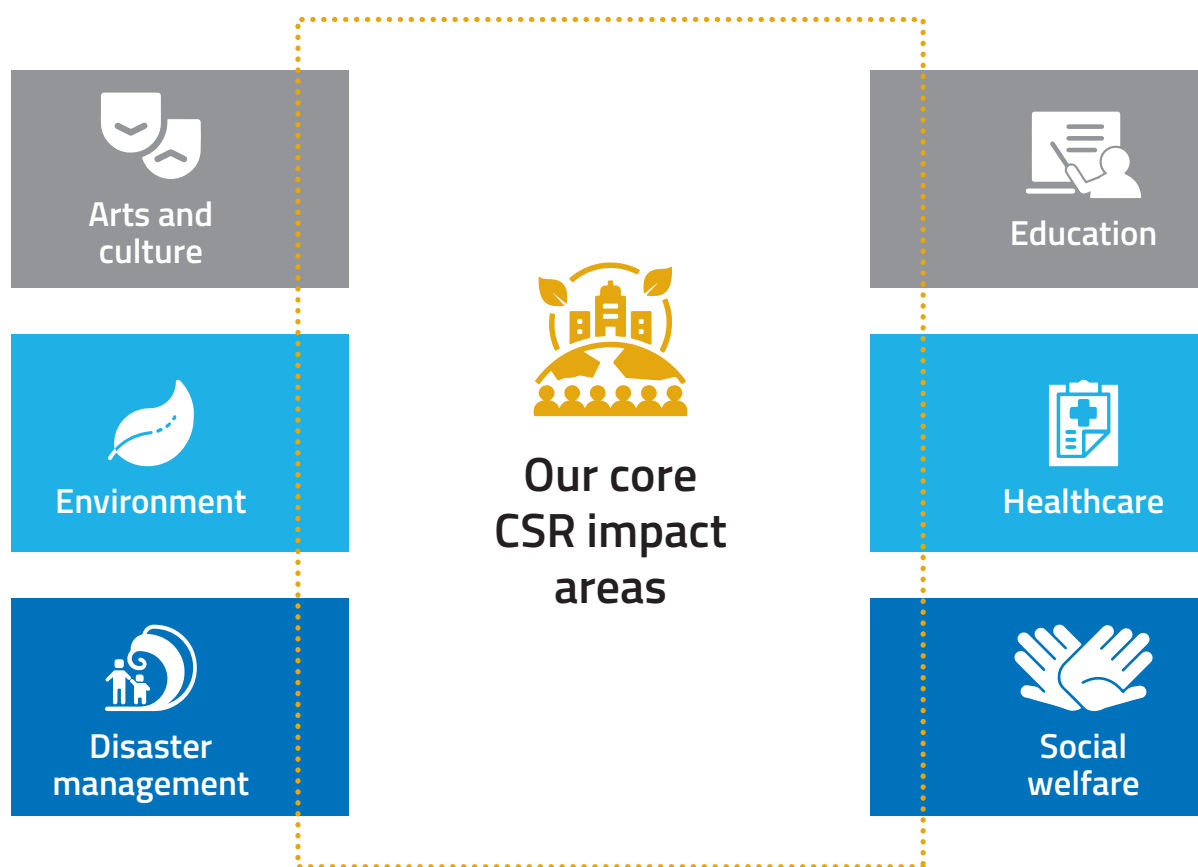 Arts and
culture
Environment
Disaster
management
Our core
CSR impact
areas
Education
Healthcare
Social
welfare